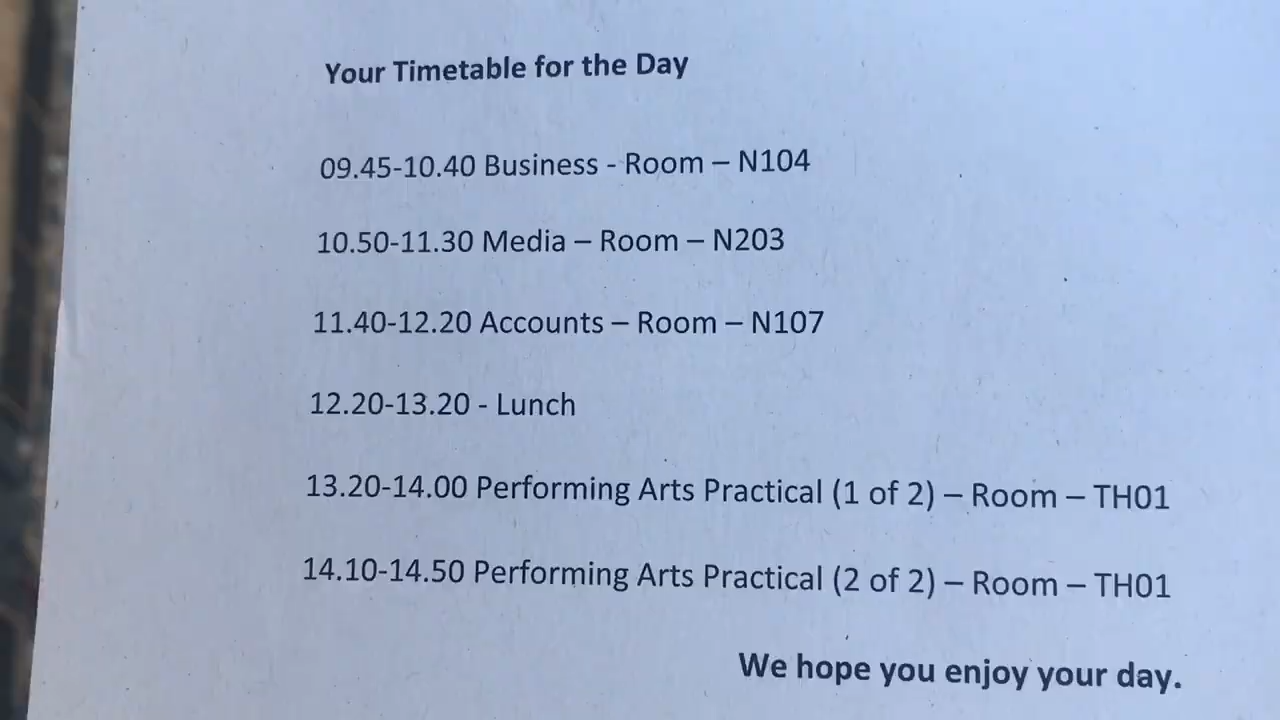 Your Timetable for the Day
09.45-10.40 Business - Room – N104
10.50-11.30 Media – Room – N203
11.40-12.20 Accounts – Room – N107
12.20-13.20 - Lunch
13.20-14.00 Performing Arts Practical (1 of 2) – Room – TH01
14.10-14.50 Performing Arts Practical (2 of 2) – Room – TH01
We hope you enjoy your day.